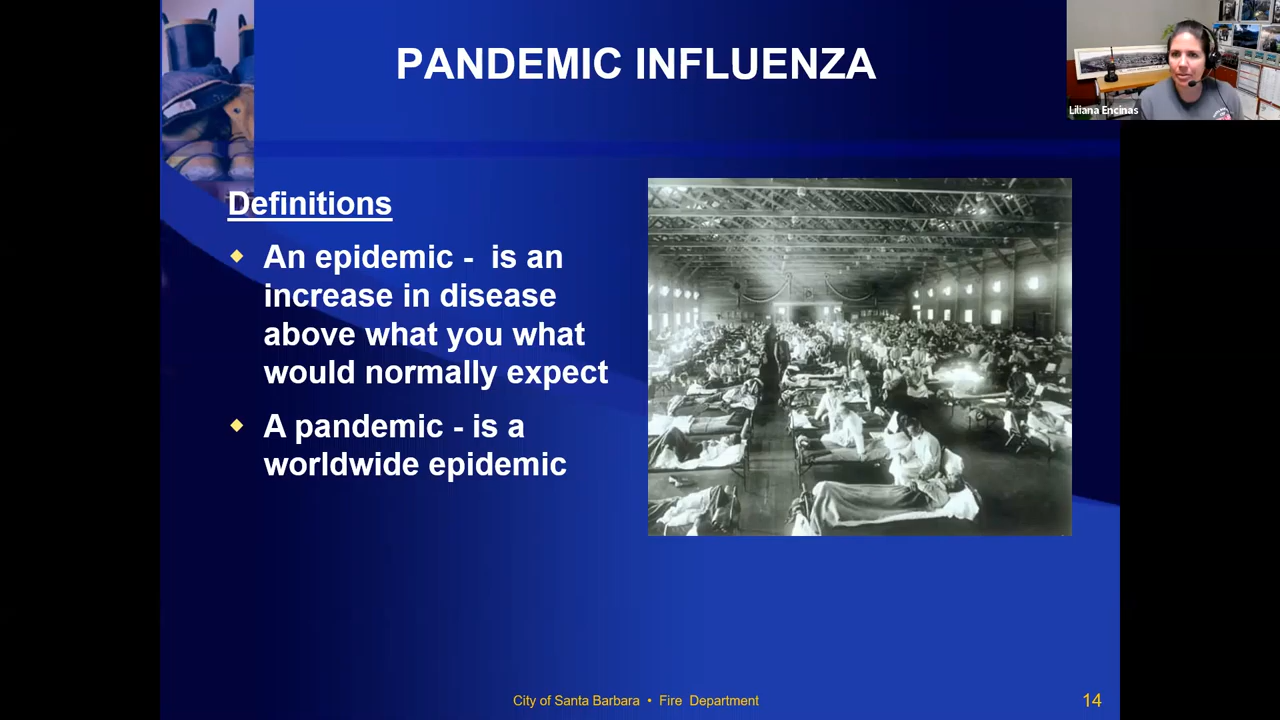 PANDEMIC INFLUENZA
Liliana Encinas
Definitions
An epidemic - is an
increase in disease
above what you what
would normally expect
A pandemic - is a
worldwide epidemic
City of Santa Barbara • Fire Department
14